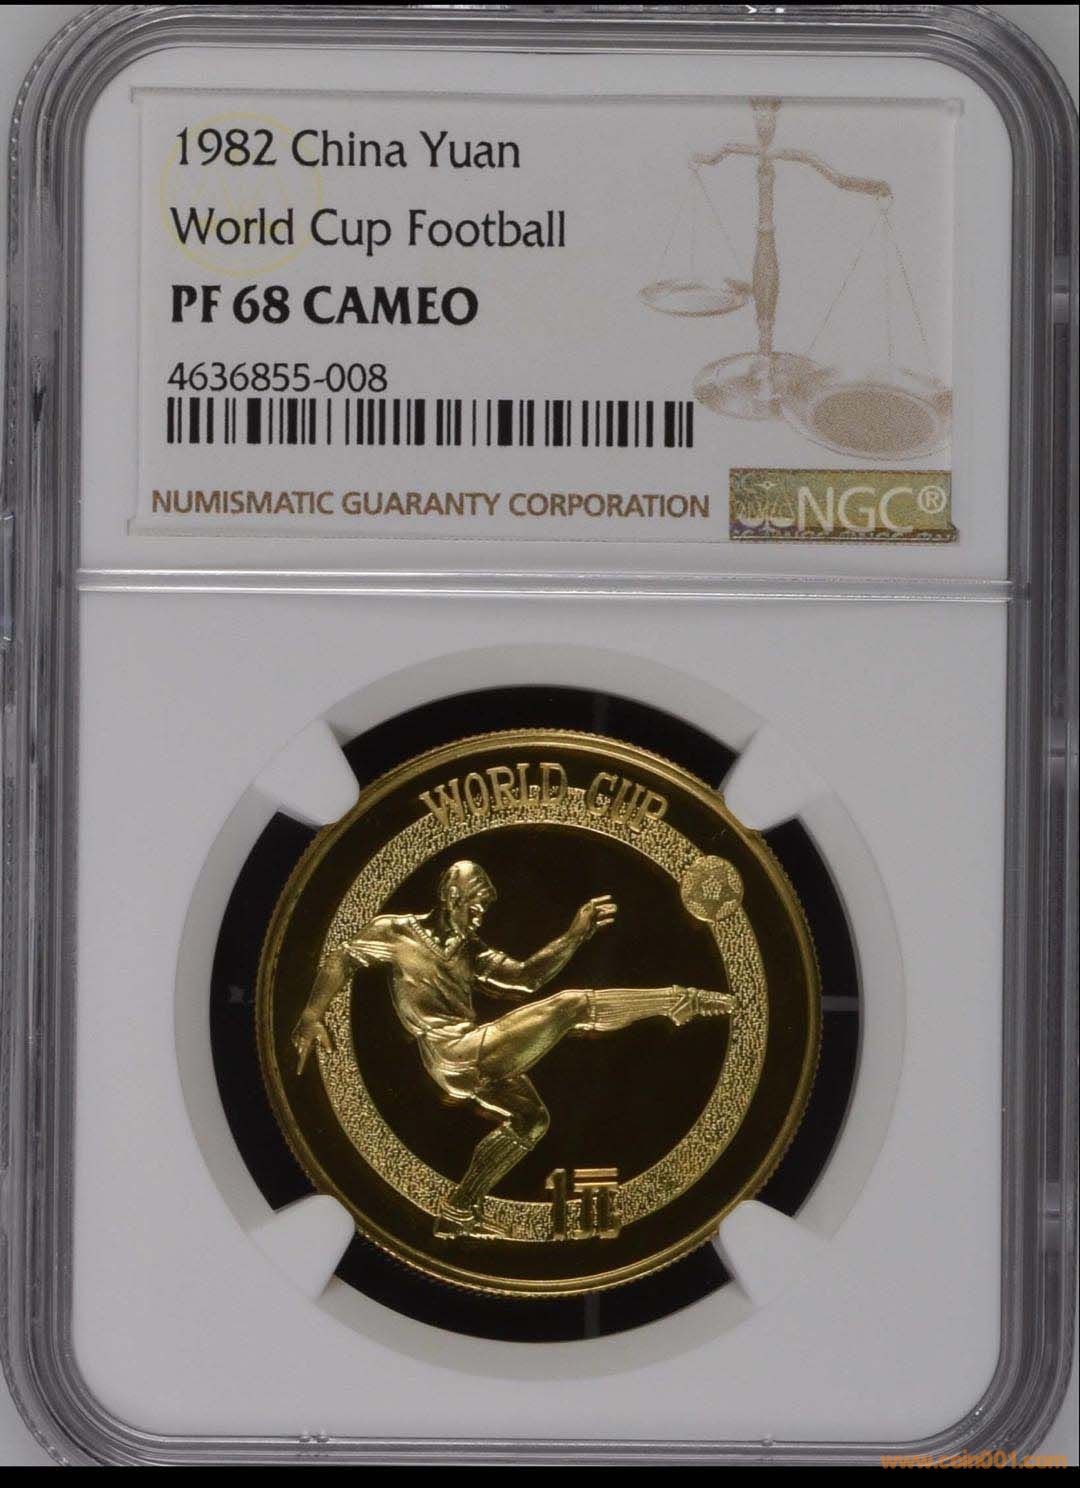 1982 China Yuan
World Cup Football
PF 68 CAMEO
4636855-008
NUMISMATIC GUARANTY CORPORATION
NGC®
WORLD CUP
1元
www.coin001.com